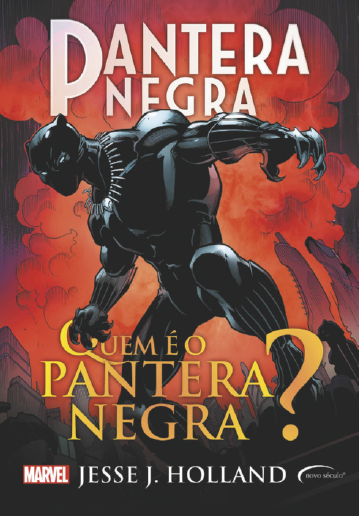 PANTERA
NEGRA
QUEM É O
PANTERA
NEGRA?
MARVEL JESSE J. HOLLAND novo século®